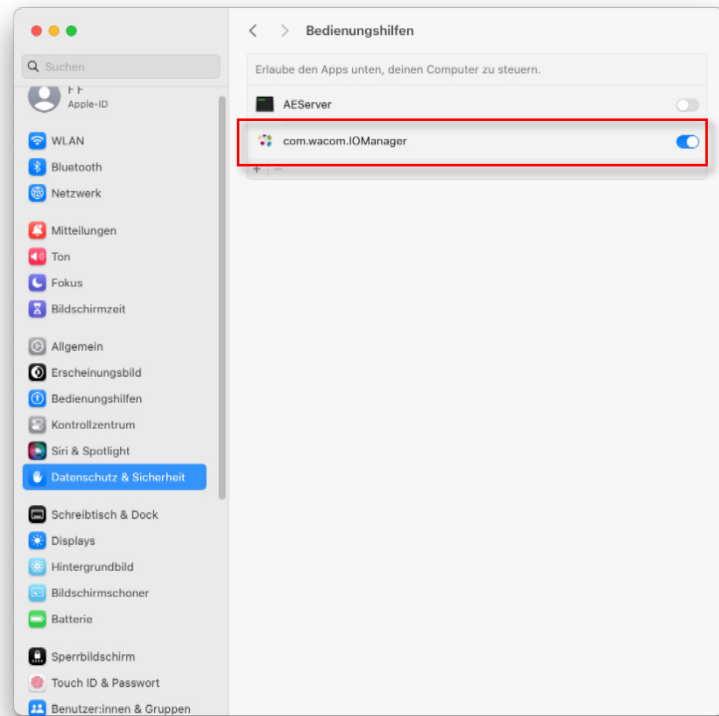 Bedienungshilfen
Suchen
Erlaube den Apps unten, deinen Computer zu steuern.
F F
Apple-ID
AEServer
com.wacom.IOManager
WLAN
Bluetooth
Netzwerk
Mitteilungen
Ton
Fokus
Bildschirmzeit
Allgemein
Erscheinungsbild
Bedienungshilfen
Kontrollzentrum
Siri & Spotlight
Datenschutz & Sicherheit
Schreibtisch & Dock
Displays
Hintergrundbild
Bildschirmschoner
Batterie
Sperrbildschirm
Touch ID & Passwort
Benutzer:innen & Gruppen